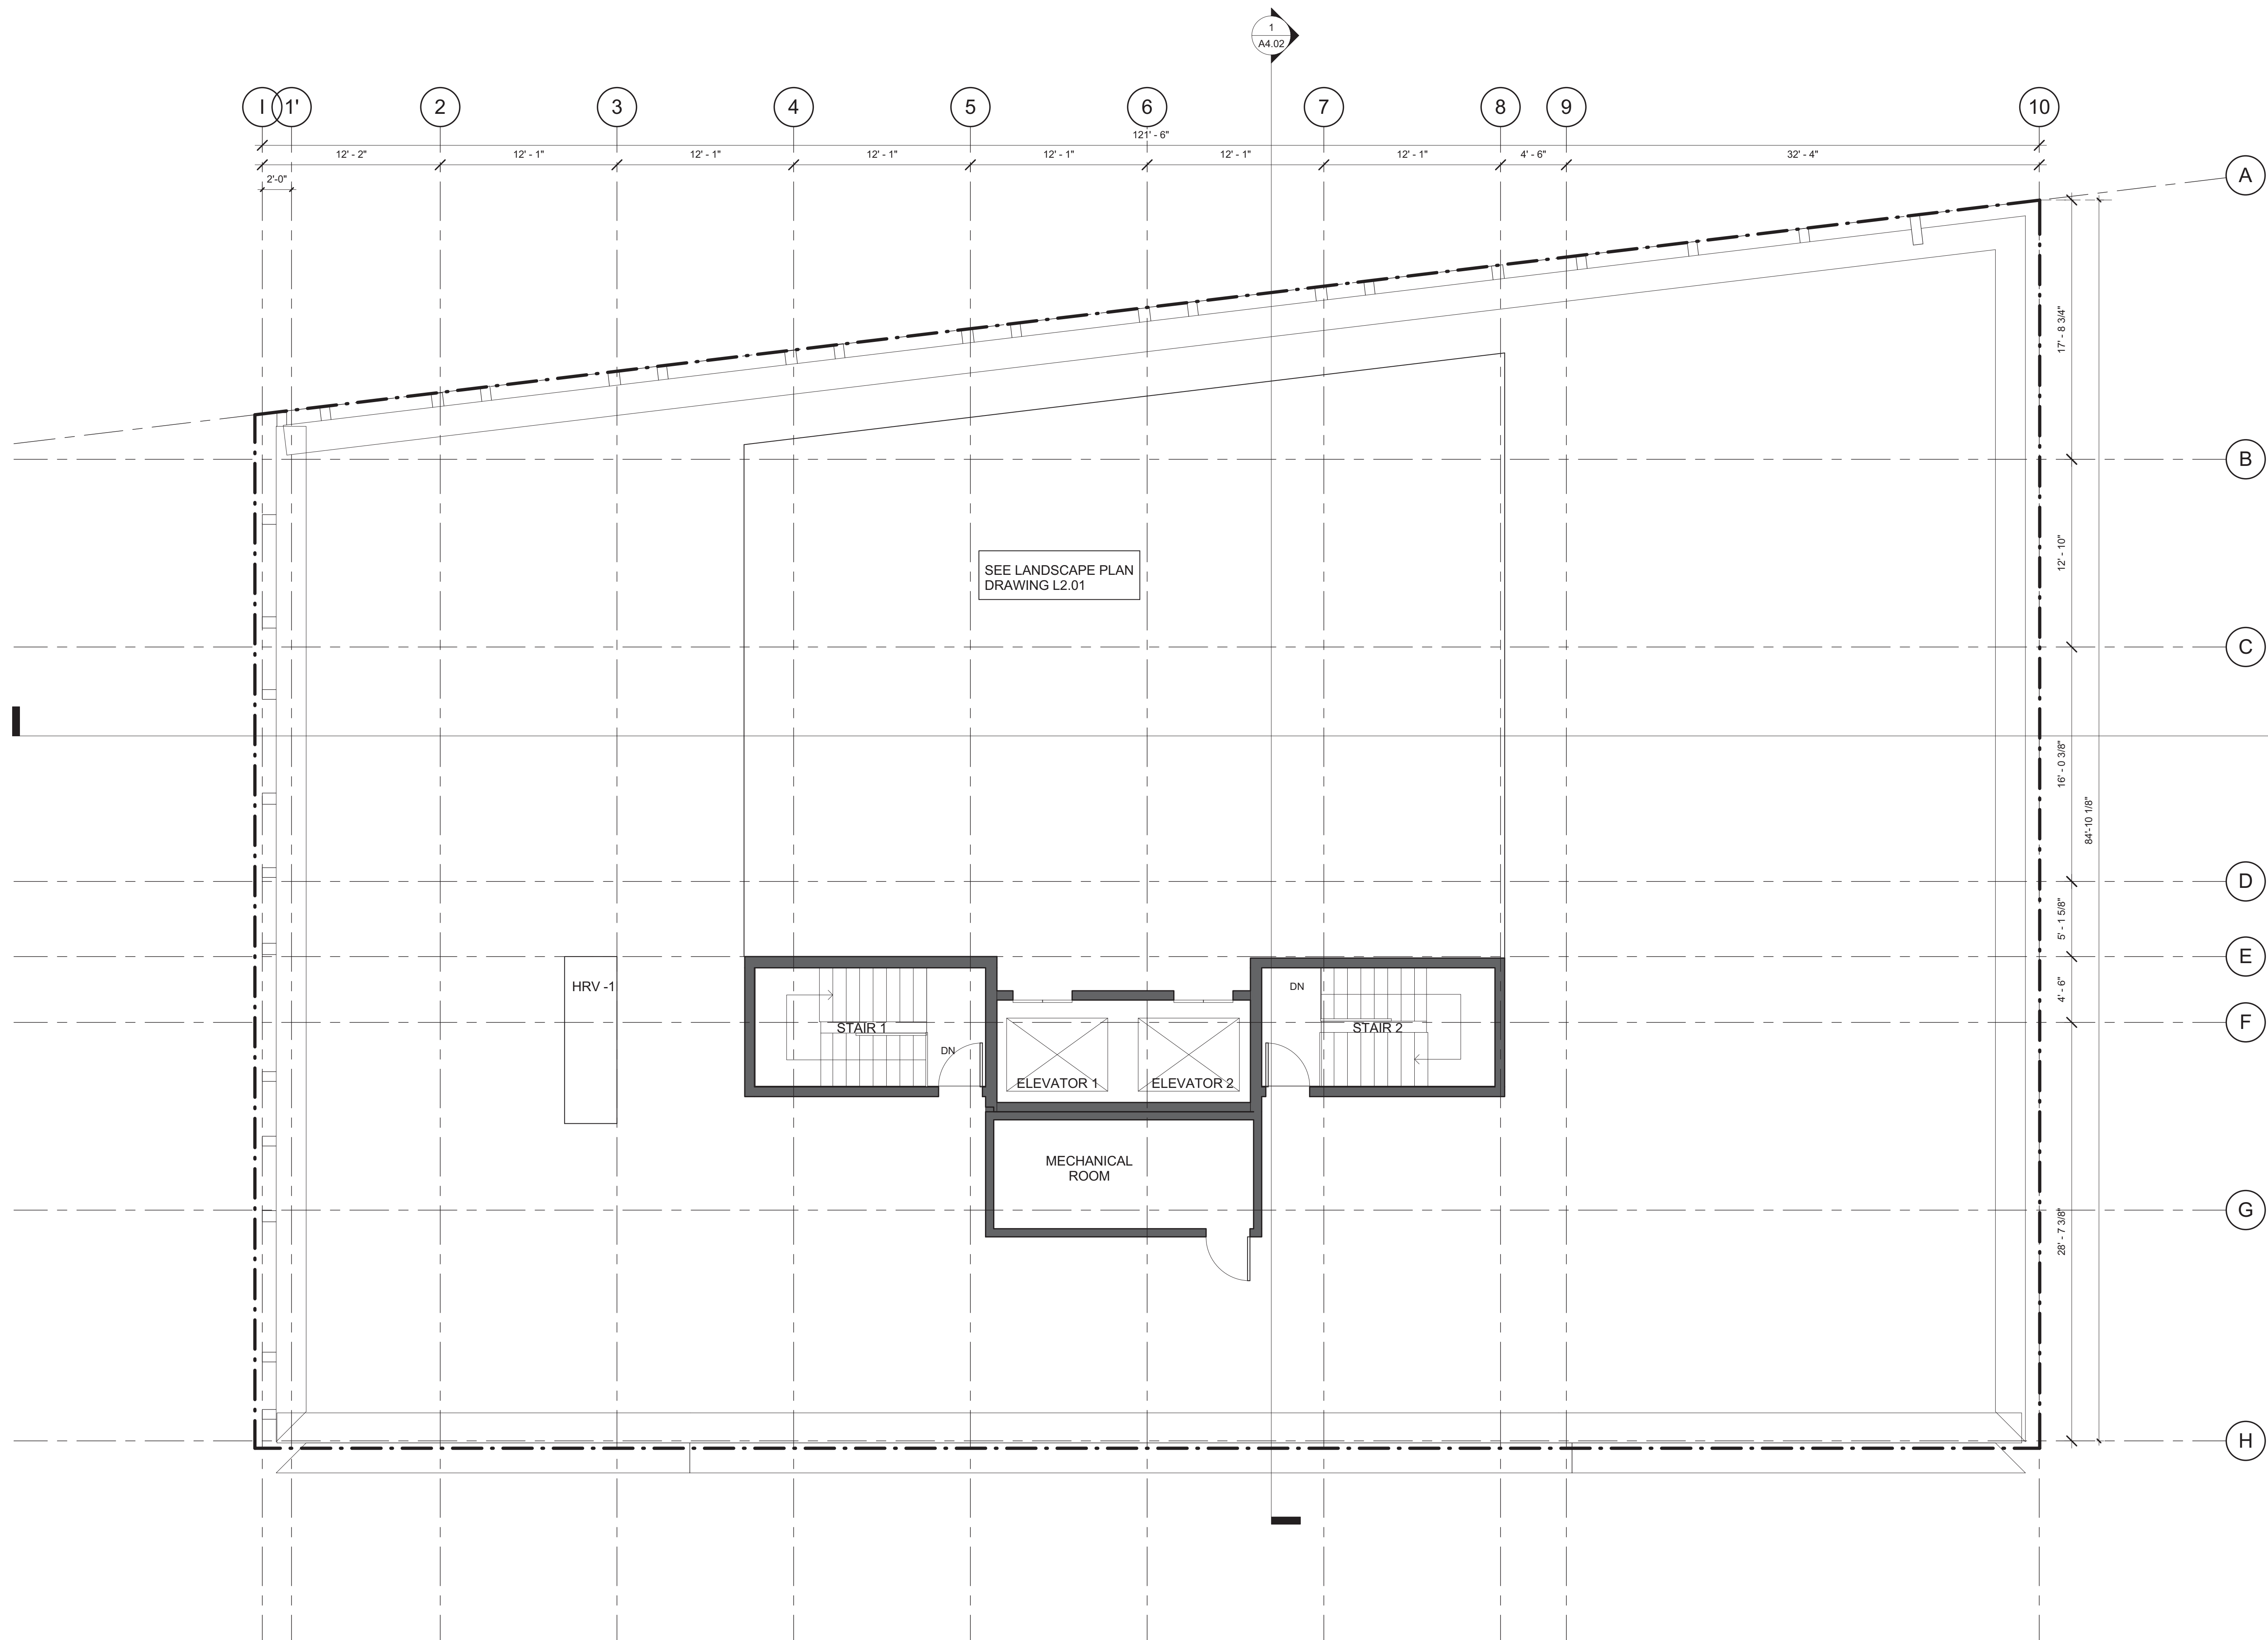 1
A4.02
I
1'
2
3
4
5
6
7
8
9
10
121' - 6"
12' - 2"
12' - 1"
12' - 1"
12' - 1"
12' - 1"
12' - 1"
12' - 1"
4' - 6"
32' - 4"
2'-0"
A
17' - 8 3/4"
B
SEE LANDSCAPE PLAN
DRAWING L2.01
12' - 10"
C
16' - 0 3/8"
84'-10 1/8"
D
5' - 1 5/8"
E
HRV -1
DN
4' - 6"
STAIR 1
STAIR 2
F
DN
ELEVATOR 1
ELEVATOR 2
MECHANICAL
ROOM
G
28' - 7 3/8"
H